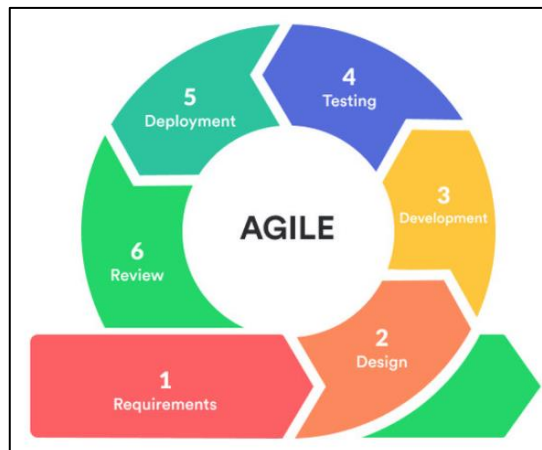 AGILE
1
Requirements
2
Design
3
Development
4
Testing
5
Deployment
6
Review